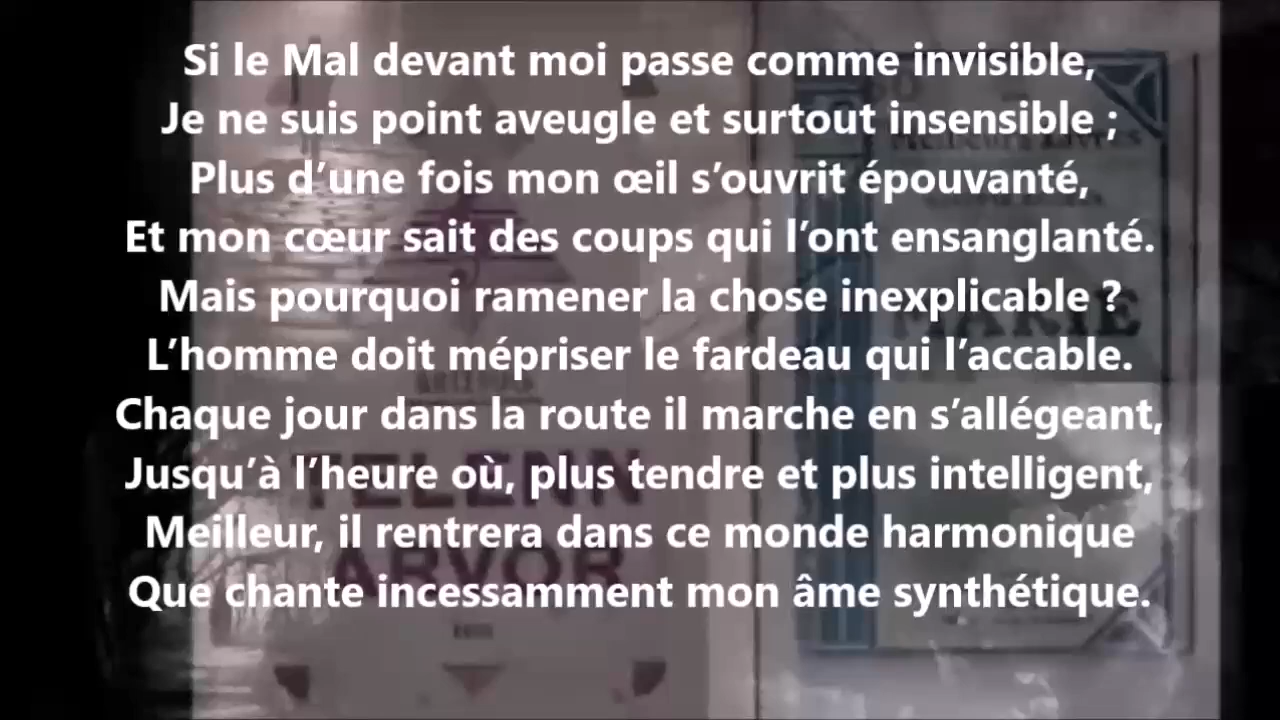 Si le Mal devant moi passe comme invisible,
Je ne suis point aveugle et surtout insensible ;
Plus d’une fois mon œil s’ouvrit épouvanté,
Et mon cœur sait des coups qui l’ont ensanglanté.
Mais pourquoi ramener la chose inexplicable ?
L’homme doit mépriser le fardeau qui l’accable.
Chaque jour dans la route il marche en s’allégeant,
Jusqu’à l’heure où, plus tendre et plus intelligent,
Meilleur, il rentrera dans ce monde harmonique
Que chante incessamment mon âme synthétique.
MARIE
TELENN
ARVOR